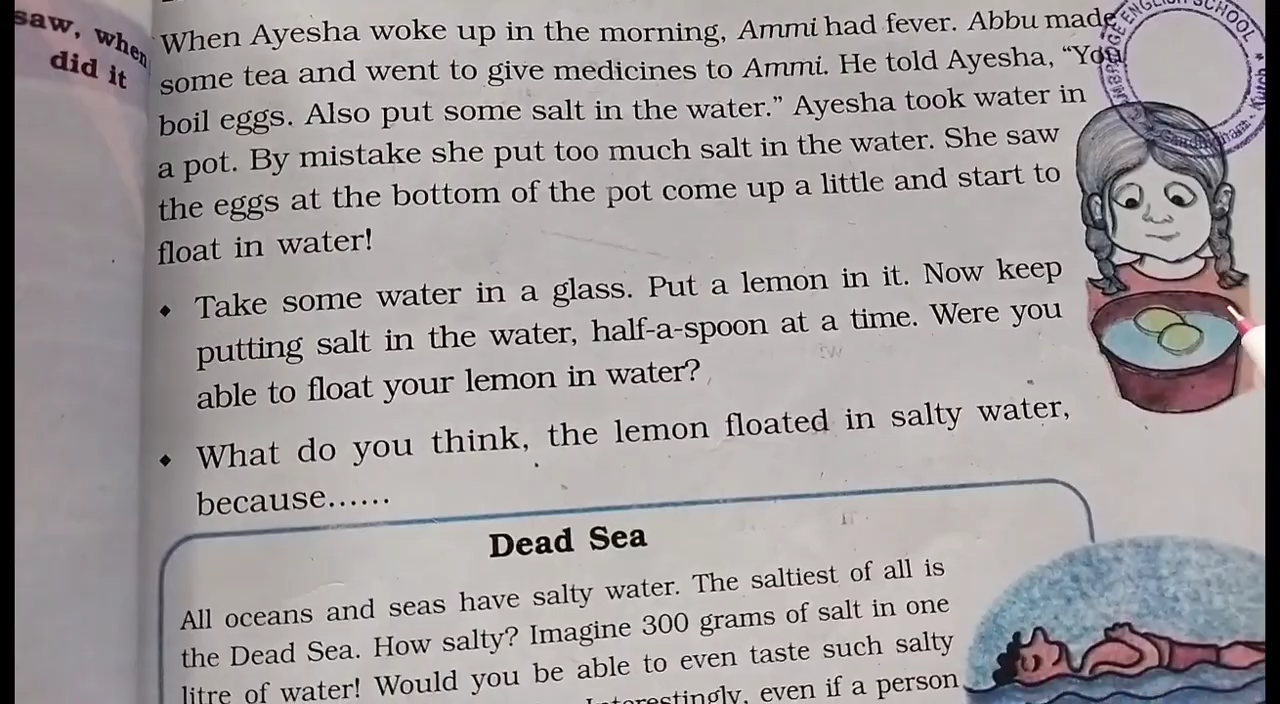 saw, when
did it
When Ayesha woke up in the morning, Ammi had fever. Abbu made
some tea and went to give medicines to Ammi. He told Ayesha, “You
boil eggs. Also put some salt in the water.” Ayesha took water in
a pot. By mistake she put too much salt in the water. She saw
the eggs at the bottom of the pot come up a little and start to
float in water!
♦ Take some water in a glass. Put a lemon in it. Now keep
putting salt in the water, half-a-spoon at a time. Were you
able to float your lemon in water?
♦ What do you think, the lemon floated in salty water,
because......
Dead Sea
All oceans and seas have salty water. The saltiest of all is
the Dead Sea. How salty? Imagine 300 grams of salt in one
litre of water! Would you be able to even taste such salty
even if a person
ENGLISH SCHOOL